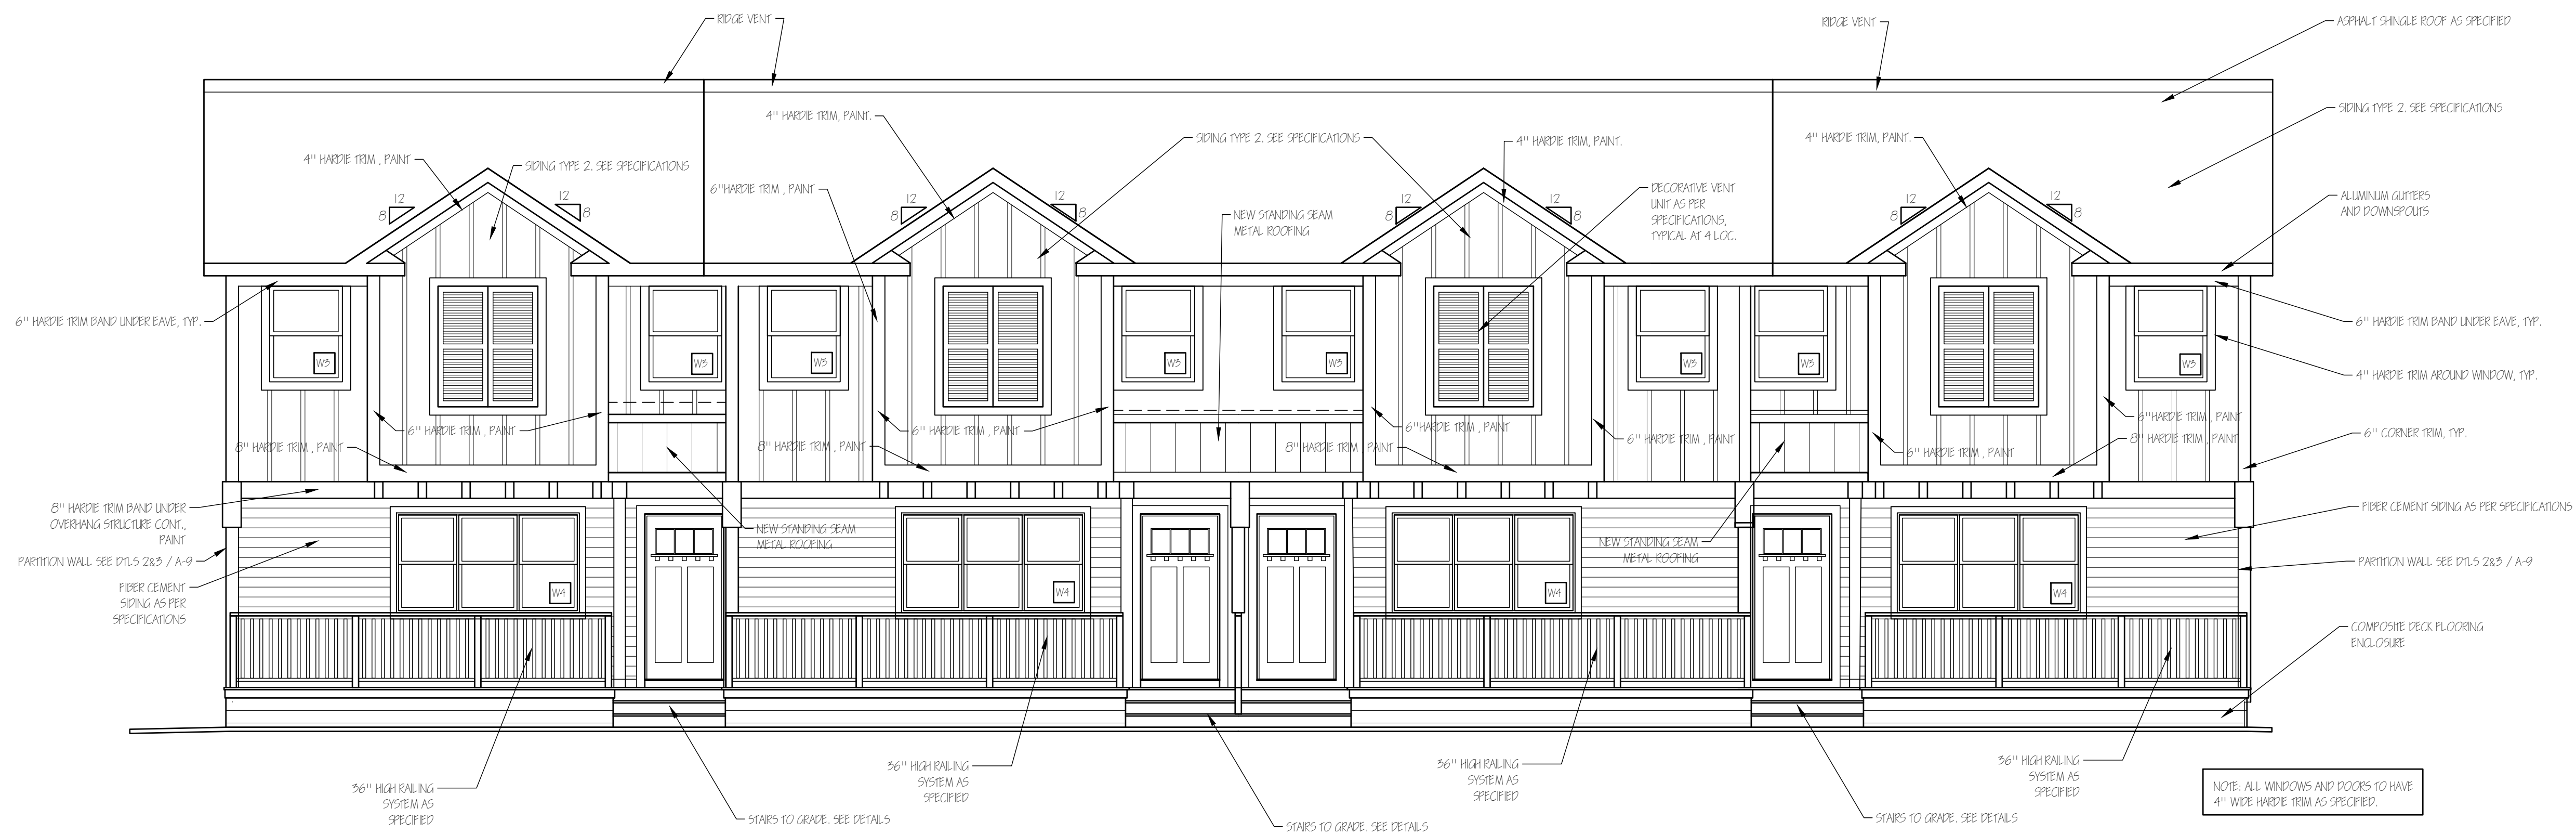 RIDGE VENT
RIDGE VENT
ASPHALT SHINGLE ROOF AS SPECIFIED
SIDING TYPE 2. SEE SPECIFICATIONS
4" HARDIE TRIM, PAINT.
4" HARDIE TRIM , PAINT
SIDING TYPE 2. SEE SPECIFICATIONS
SIDING TYPE 2. SEE SPECIFICATIONS
4" HARDIE TRIM, PAINT.
4" HARDIE TRIM, PAINT.
6"HARDIE TRIM , PAINT
DECORATIVE VENT
UNIT AS PER
SPECIFICATIONS,
TYPICAL AT 4 LOC.
ALUMINUM GUTTERS
AND DOWNSPOUTS
12
8
12
8
12
8
12
8
12
8
12
8
12
8
12
8
NEW STANDING SEAM
METAL ROOFING
6" HARDIE TRIM BAND UNDER EAVE, TYP.
6" HARDIE TRIM BAND UNDER EAVE, TYP.
W3
W3
W3
W3
W3
W3
W3
W3
4" HARDIE TRIM AROUND WINDOW, TYP.
6" HARDIE TRIM , PAINT
6" HARDIE TRIM , PAINT
6"HARDIE TRIM , PAINT
6" HARDIE TRIM , PAINT
6" HARDIE TRIM , PAINT
6"HARDIE TRIM , PAINT
8" HARDIE TRIM , PAINT
8" HARDIE TRIM , PAINT
8" HARDIE TRIM , PAINT
8" HARDIE TRIM , PAINT
6" CORNER TRIM, TYP.
8" HARDIE TRIM BAND UNDER
OVERHANG STRUCTURE CONT.,
PAINT
NEW STANDING SEAM
METAL ROOFING
NEW STANDING SEAM
METAL ROOFING
FIBER CEMENT SIDING AS PER SPECIFICATIONS
PARTITION WALL SEE DTLS 2&3 / A-9
PARTITION WALL SEE DTLS 2&3 / A-9
FIBER CEMENT
SIDING AS PER
SPECIFICATIONS
W4
W4
W4
W4
COMPOSITE DECK FLOORING
ENCLOSURE
36" HIGH RAILING
SYSTEM AS
SPECIFIED
36" HIGH RAILING
SYSTEM AS
SPECIFIED
36" HIGH RAILING
SYSTEM AS
SPECIFIED
36" HIGH RAILING
SYSTEM AS
SPECIFIED
STAIRS TO GRADE. SEE DETAILS
STAIRS TO GRADE. SEE DETAILS
STAIRS TO GRADE. SEE DETAILS
NOTE: ALL WINDOWS AND DOORS TO HAVE
4" WIDE HARDIE TRIM AS SPECIFIED.